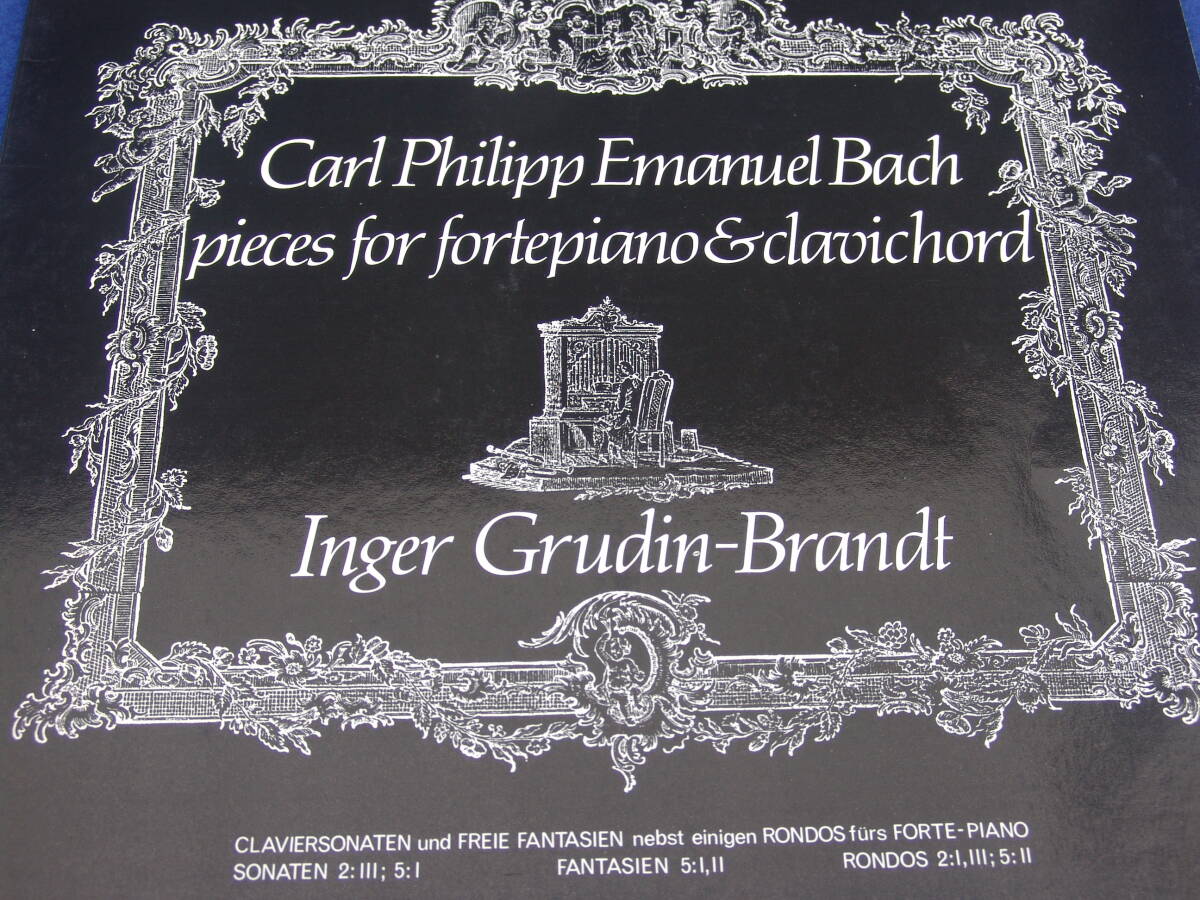 Carl Philipp Emanuel Bach
pieces for fortepiano & clavichord
Inger Grudin-Brandt
CLAVIERSONATEN und FREIE FANTASIEN nebst einigen RONDOS fürs FORTE-PIANO
SONATEN 2:III; 5:I FANTASIEN 5:I,II RONDOS 2:I,III; 5:II